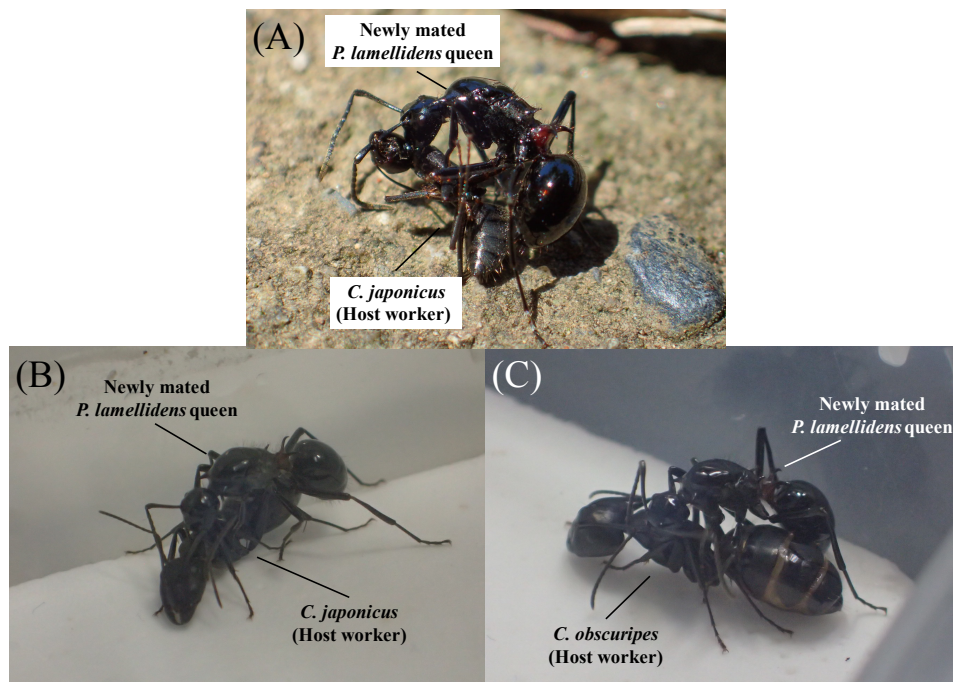 (A)
Newly mated
P. lamellidens queen
C. japonicus
(Host worker)
(B)
Newly mated
P. lamellidens queen
C. japonicus
(Host worker)
(C)
Newly mated
P. lamellidens queen
C. obscuripes
(Host worker)